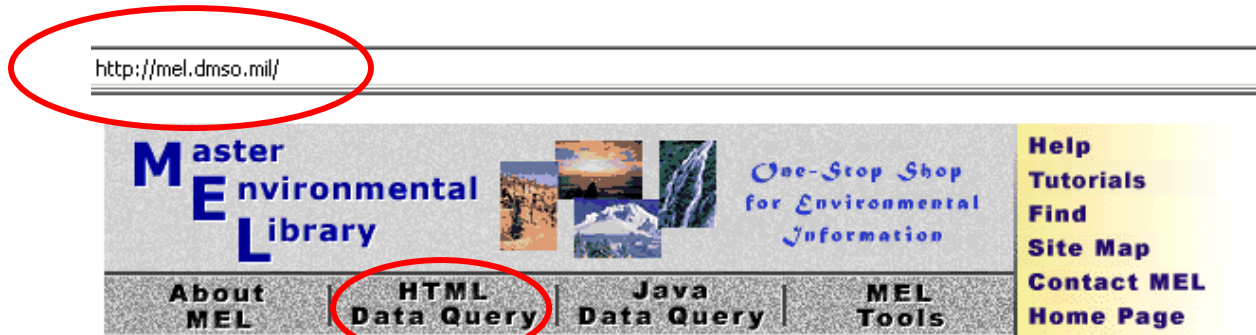 http://mel.dmso.mil/
Master
Environmental
Library
One-Stop Shop
for Environmental
Information
Help
Tutorials
Find
Site Map
Contact MEL
Home Page
About
MEL
HTML
Data Query
Java
Data Query
MEL
Tools